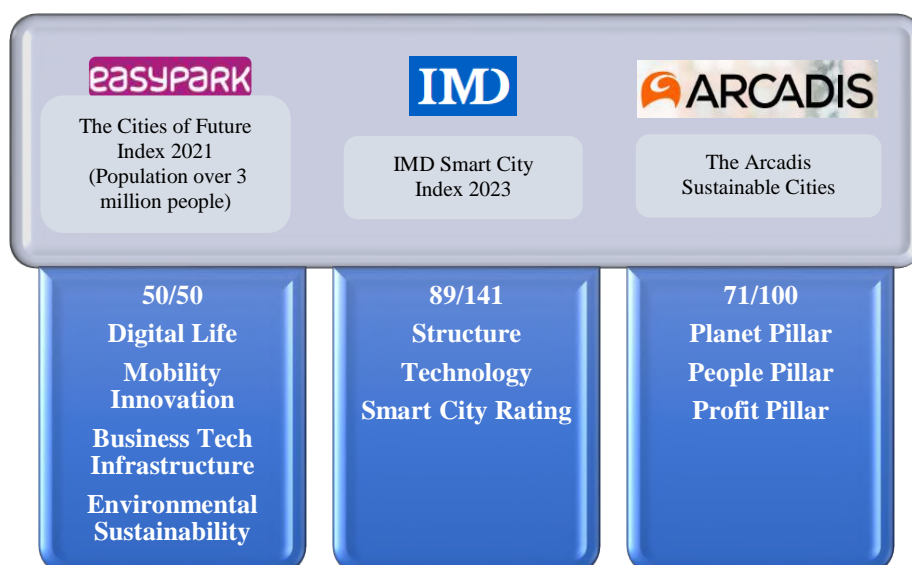 easypark
The Cities of Future
Index 2021
(Population over 3
million people)
IMD
IMD Smart City
Index 2023
ARCADIS
The Arcadis
Sustainable Cities
50/50
Digital Life
Mobility
Innovation
Business Tech
Infrastructure
Environmental
Sustainability
89/141
Structure
Technology
Smart City Rating
71/100
Planet Pillar
People Pillar
Profit Pillar